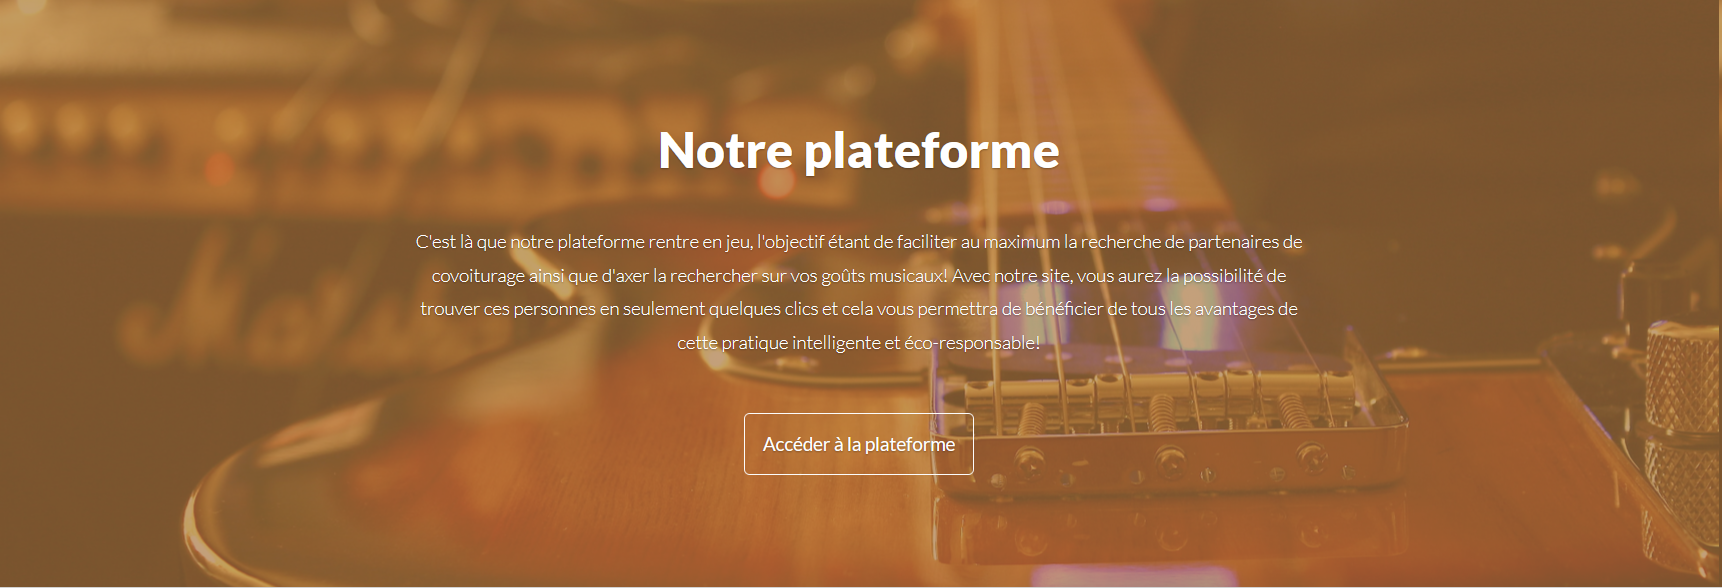 Notre plateforme
C'est là que notre plateforme rentre en jeu, l'objectif étant de faciliter au maximum la recherche de partenaires de
covoiturage ainsi que d'axer la rechercher sur vos goûts musicaux! Avec notre site, vous aurez la possibilité de
trouver ces personnes en seulement quelques clics et cela vous permettra de bénéficier de tous les avantages de
cette pratique intelligente et éco-responsable!
Accéder à la plateforme